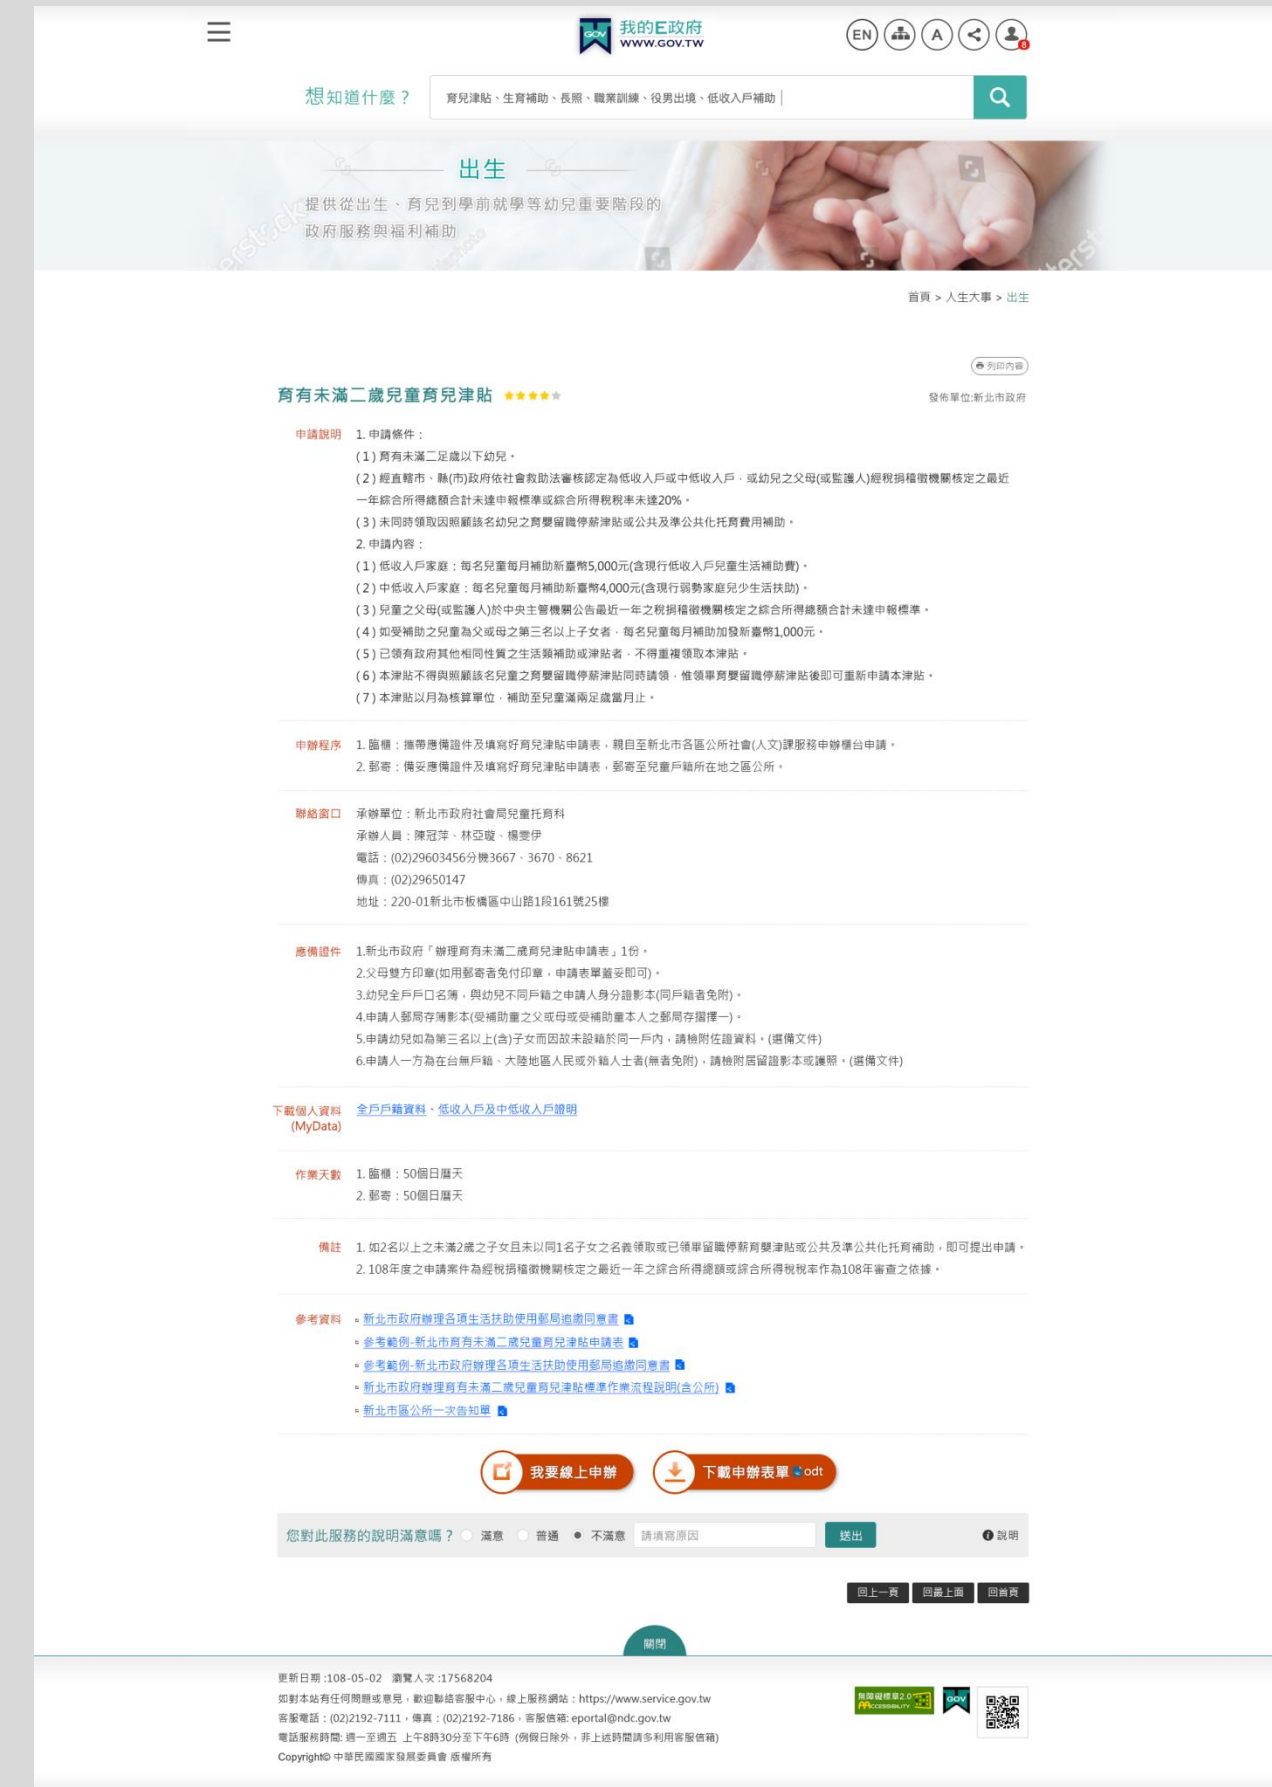 GOV
我的E政府
WWW.GOV.TW
EN
A
8
想知道什麼？
育兒津貼、生育補助、長照、職業訓練、役男出境、低收入戶補助
出生
提供從出生、育兒到學前就學等幼兒重要階段的
政府服務與福利補助
首頁 > 人生大事 > 出生
列印內容
育有未滿二歲兒童育兒津貼
發佈單位:新北市政府
申請說明
1. 申請條件：
( 1 ) 育有未滿二足歲以下幼兒。
( 2 ) 經直轄市、縣(市)政府依社會救助法審核認定為低收入戶或中低收入戶，或幼兒之父母(或監護人)經稅捐稽徵機關核定之最近
一年綜合所得總額合計未達申報標準或綜合所得稅稅率未達20%。
( 3 ) 未同時領取因照顧該名幼兒之育嬰留職停薪津貼或公共及準公共化托育費用補助。
2. 申請內容：
( 1 ) 低收入戶家庭：每名兒童每月補助新臺幣5,000元(含現行低收入戶兒童生活補助費)。
( 2 ) 中低收入戶家庭：每名兒童每月補助新臺幣4,000元(含現行弱勢家庭兒少生活扶助)。
( 3 ) 兒童之父母(或監護人)於中央主管機關公告最近一年之稅捐稽徵機關核定之綜合所得總額合計未達申報標準。
( 4 ) 如受補助之兒童為父或母之第三名以上子女者，每名兒童每月補助加發新臺幣1,000元。
( 5 ) 已領有政府其他相同性質之生活類補助或津貼者，不得重複領取本津貼。
( 6 ) 本津貼不得與照顧該名兒童之育嬰留職停薪津貼同時請領，惟領畢育嬰留職停薪津貼後即可重新申請本津貼。
( 7 ) 本津貼以月為核算單位，補助至兒童滿兩足歲當月止。
申辦程序
1. 臨櫃：攜帶應備證件及填寫好育兒津貼申請表，親自至新北市各區公所社會(人文)課服務申辦櫃台申請。
2. 郵寄：備妥應備證件及填寫好育兒津貼申請表，郵寄至兒童戶籍所在地之區公所。
聯絡窗口
承辦單位：新北市政府社會局兒童托育科
承辦人員：陳冠萍、林亞璇、楊雯伊
電話：(02)29603456分機3667、3670、8621
傳真：(02)29650147
地址：220-01新北市板橋區中山路1段161號25樓
應備證件
1.新北市政府「辦理育有未滿二歲育兒津貼申請表」1份。
2.父母雙方印章(如用郵寄者免付印章，申請表單蓋妥即可)。
3.幼兒全戶戶口名簿，與幼兒不同戶籍之申請人身分證影本(同戶籍者免附)。
4.申請人郵局存簿影本(受補助童之父或母或受補助童本人之郵局存摺擇一)。
5.申請幼兒如為第三名以上(含)子女而因故未設籍於同一戶內，請檢附佐證資料。(選備文件)
6.申請人一方為在台無戶籍、大陸地區人民或外籍人士者(無者免附)，請檢附居留證影本或護照。(選備文件)
下載個人資料
(MyData)
全戶戶籍資料、低收入戶及中低收入戶證明
作業天數
1. 臨櫃：50個日曆天
2. 郵寄：50個日曆天
備註
1. 如2名以上之未滿2歲之子女且未以同1名子女之名義領取或已領畢留職停薪育嬰津貼或公共及準公共化托育補助，即可提出申請。
2. 108年度之申請案件為經稅捐稽徵機關核定之最近一年之綜合所得總額或綜合所得稅稅率作為108年審查之依據。
參考資料
新北市政府辦理各項生活扶助使用郵局追繳同意書
參考範例-新北市育有未滿二歲兒童育兒津貼申請表
參考範例-新北市政府辦理各項生活扶助使用郵局追繳同意書
新北市政府辦理育有未滿二歲兒童育兒津貼標準作業流程說明(含公所)
新北市區公所一次告知單
我要線上申辦
下載申辦表單 odt
您對此服務的說明滿意嗎？ 滿意 普通 不滿意 請填寫原因 送出 說明
回上一頁 回最上面 回首頁
關閉
更新日期 :108-05-02 瀏覽人次 :17568204
如對本站有任何問題或意見，歡迎聯絡客服中心，線上服務網站：https://www.service.gov.tw
客服電話：(02)2192-7111，傳真：(02)2192-7186，客服信箱: eportal@ndc.gov.tw
電話服務時間: 週一至週五 上午8時30分至下午6時 (例假日除外，非上述時間請多利用客服信箱)
Copyright© 中華民國國家發展委員會 版權所有
無障礙標章2.0
ACCESSIBILITY
GOV